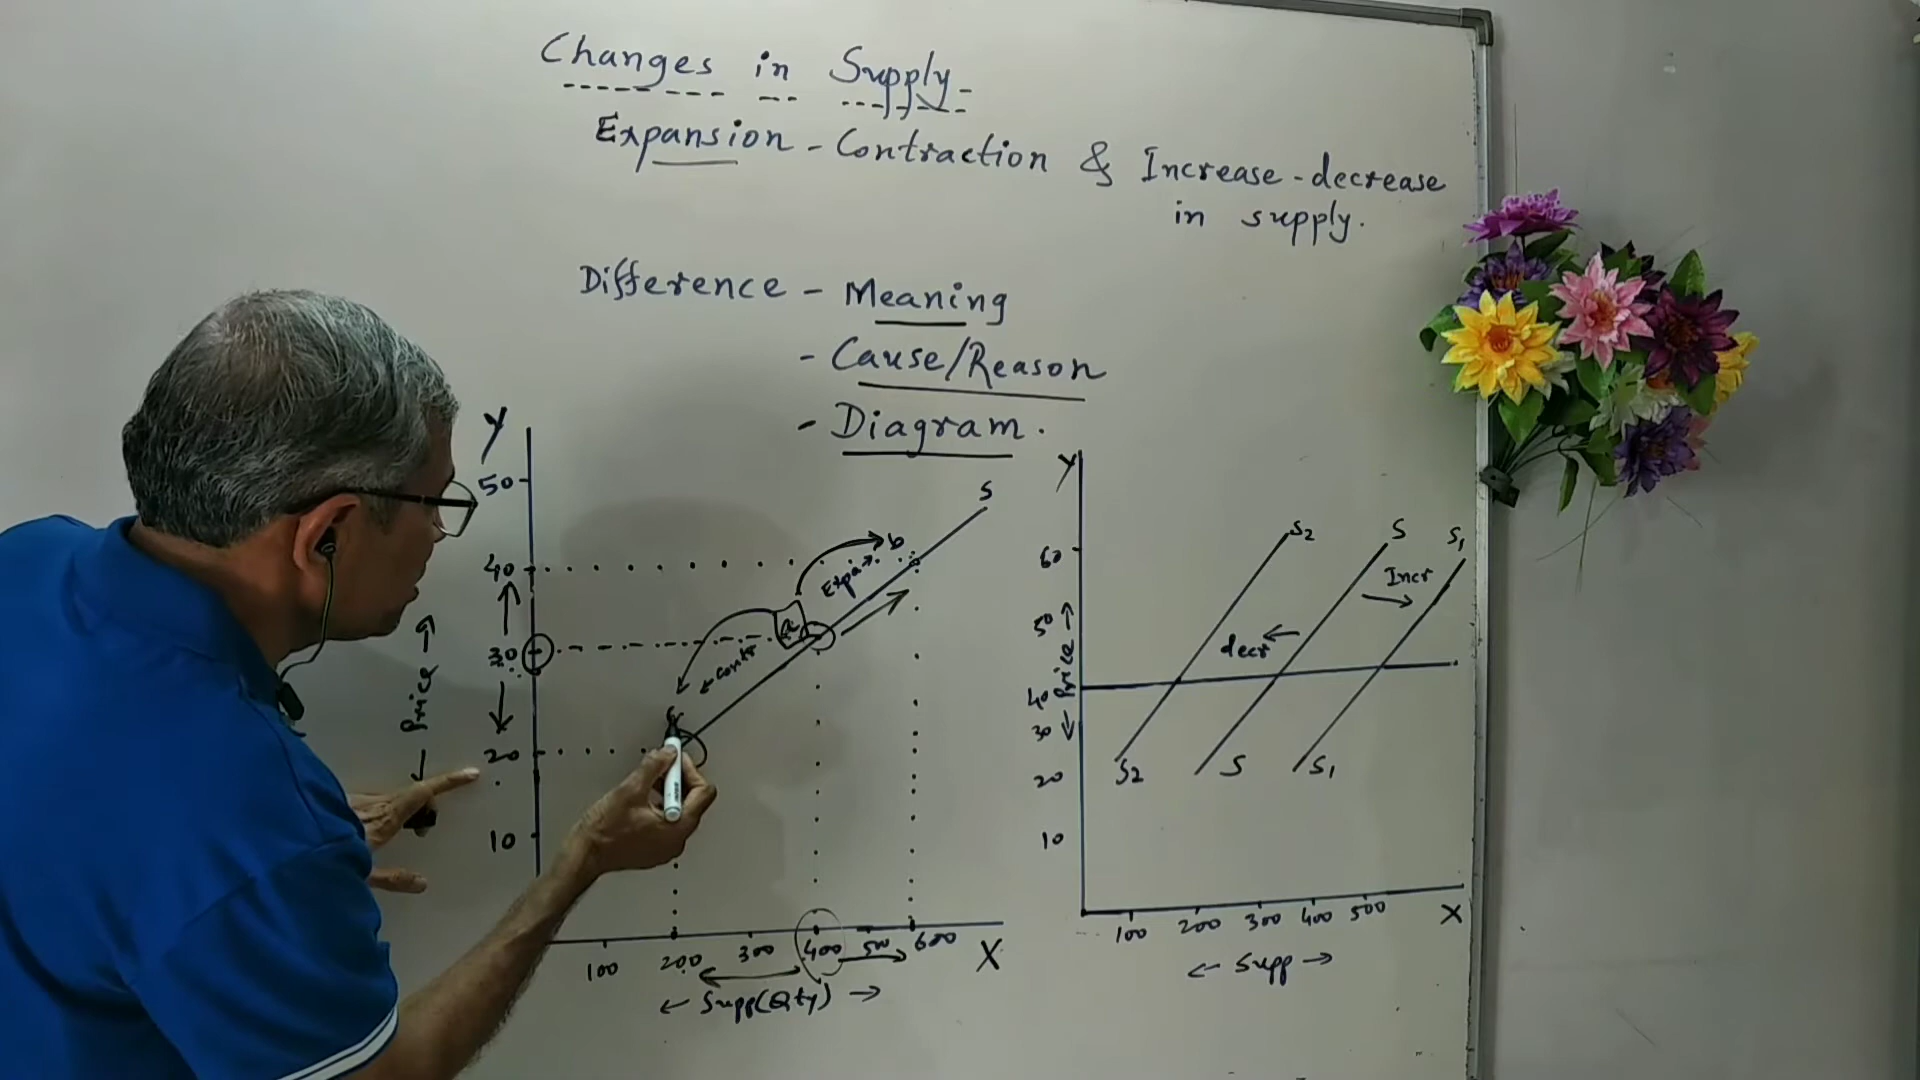 Changes in Supply
Expansion - Contraction & Increase - decrease
in supply.
Difference - Meaning
- Cause/Reason
- Diagram.
Y
50
40
30
20
10
← Price →
S
b
Expa
a
contr
c
100 200 300 400 500 600 X
← Supp(Qty) →
Y
60
50
40
30
20
10
← Price →
S2 S S1
Incr
decr
S2 S S1
100 200 300 400 500 X
← Supp →